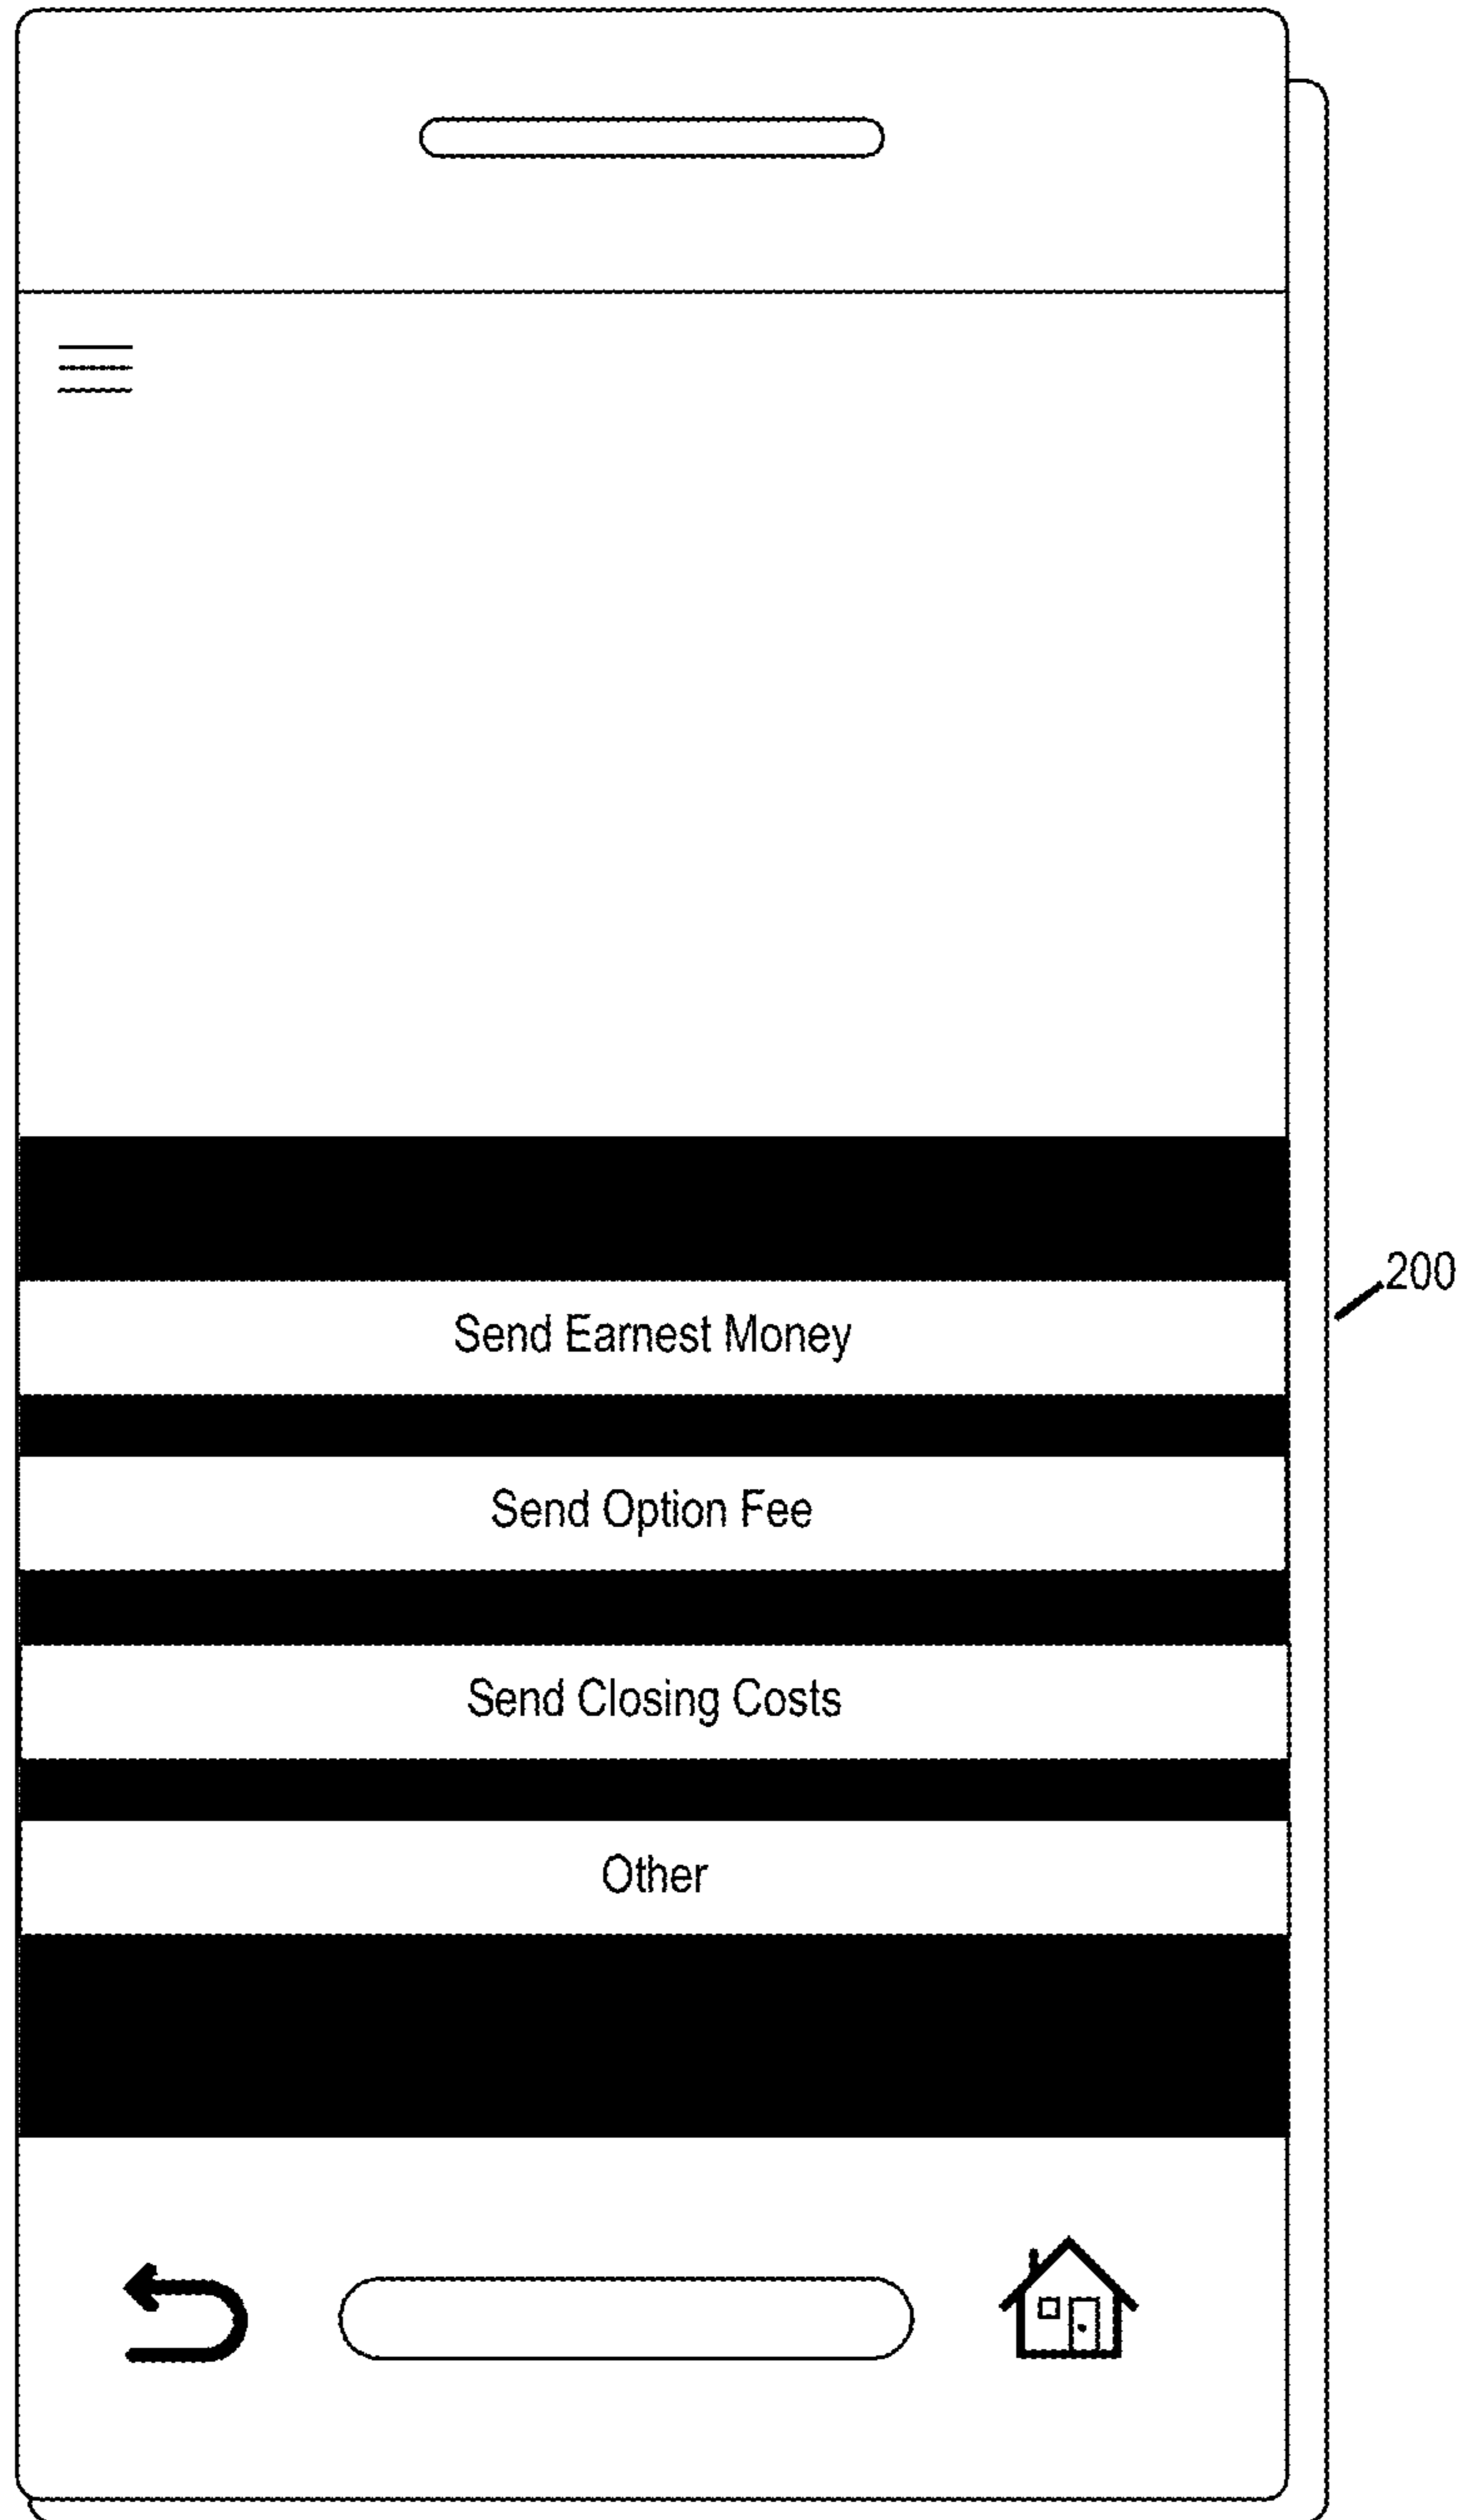 200
Send Earnest Money
Send Option Fee
Send Closing Costs
Other